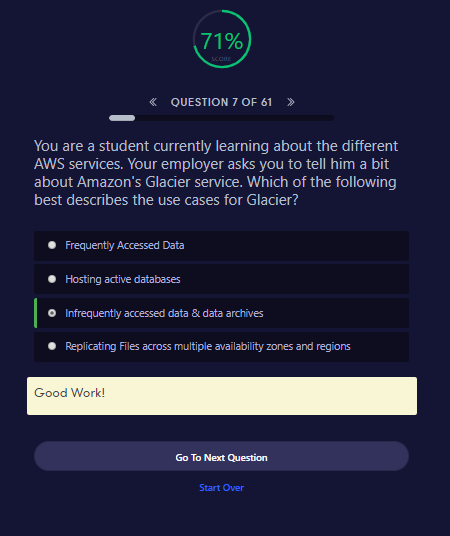 71%
SCORE
« QUESTION 7 OF 61 »
You are a student currently learning about the different
AWS services. Your employer asks you to tell him a bit
about Amazon's Glacier service. Which of the following
best describes the use cases for Glacier?
Frequently Accessed Data
Hosting active databases
Infrequently accessed data & data archives
Replicating Files across multiple availability zones and regions
Good Work!
Go To Next Question
Start Over